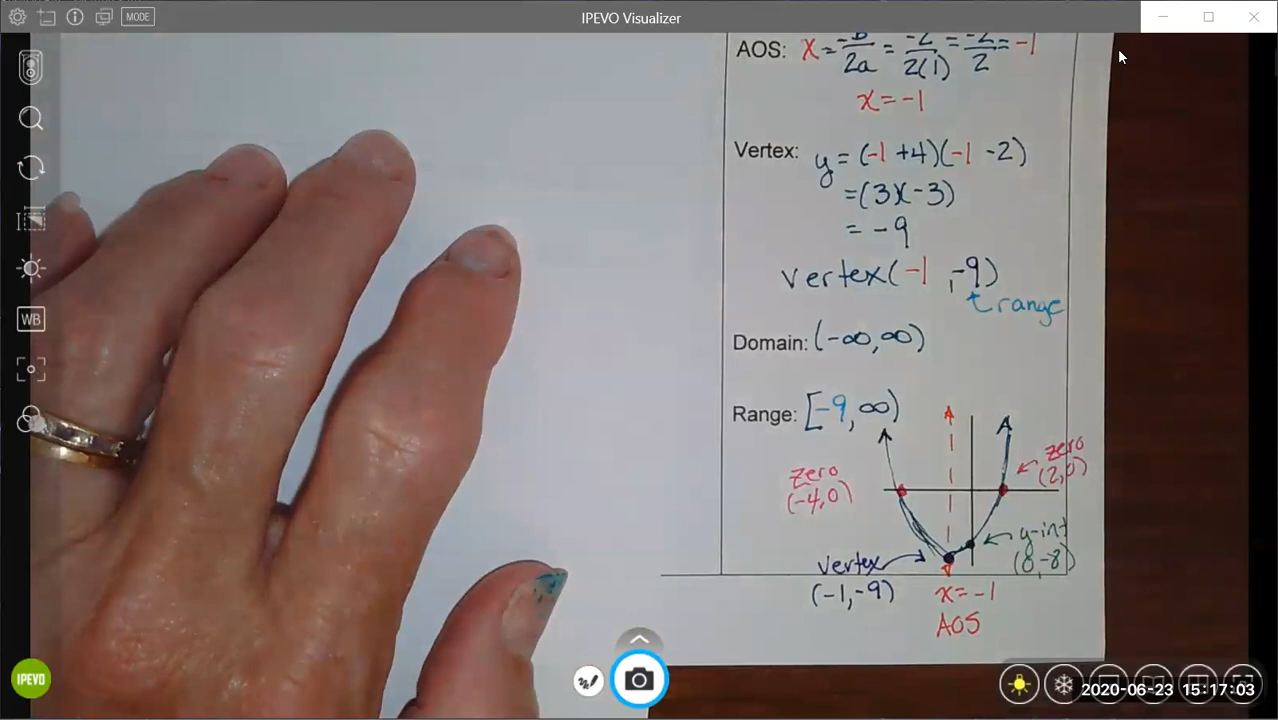 MODE
IPEVO Visualizer
AOS: x = -b/2a = -2/2(1) = -2/2 = -1
x = -1
Vertex: y = (-1 +4)(-1 -2)
= (3)(-3)
= -9
vertex (-1 , -9)
range
Domain: (-∞, ∞)
WB
Range: [-9, ∞)
zero
(2,0)
zero
(-4,0)
y-int
(0,-8)
vertex
(-1,-9)
x = -1
AOS
IPEVO
2020-06-23 15:17:03